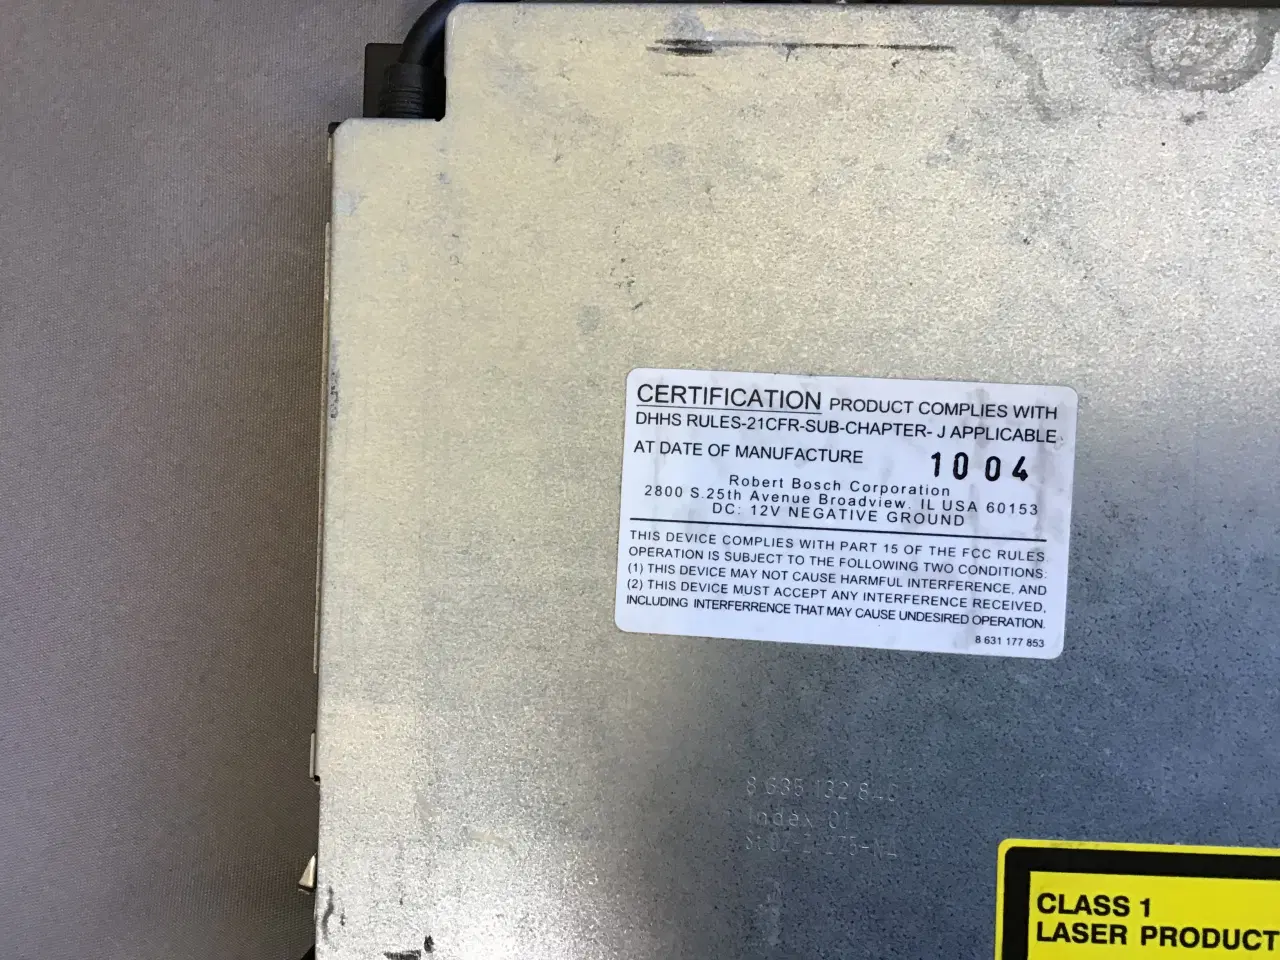 CERTIFICATION PRODUCT COMPLIES WITH
DHHS RULES-21CFR-SUB-CHAPTER- J APPLICABLE
AT DATE OF MANUFACTURE 1004
Robert Bosch Corporation
2800 S.25th Avenue Broadview, IL USA 60153
DC: 12V NEGATIVE GROUND
THIS DEVICE COMPLIES WITH PART 15 OF THE FCC RULES
OPERATION IS SUBJECT TO THE FOLLOWING TWO CONDITIONS:
(1) THIS DEVICE MAY NOT CAUSE HARMFUL INTERFERENCE, AND
(2) THIS DEVICE MUST ACCEPT ANY INTERFERENCE RECEIVED,
INCLUDING INTERFERRENCE THAT MAY CAUSE UNDESIRED OPERATION.
8 631 177 853
8 635 132
Index 01
CLASS 1
LASER PRODUCT